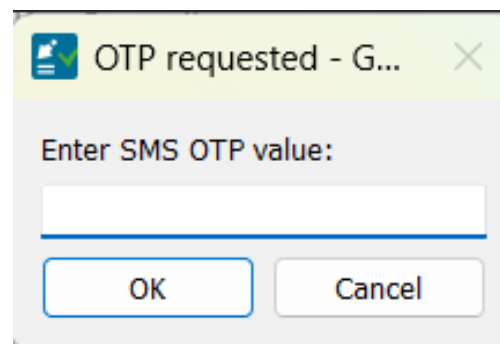 OTP requested - G...
Enter SMS OTP value:
OK
Cancel